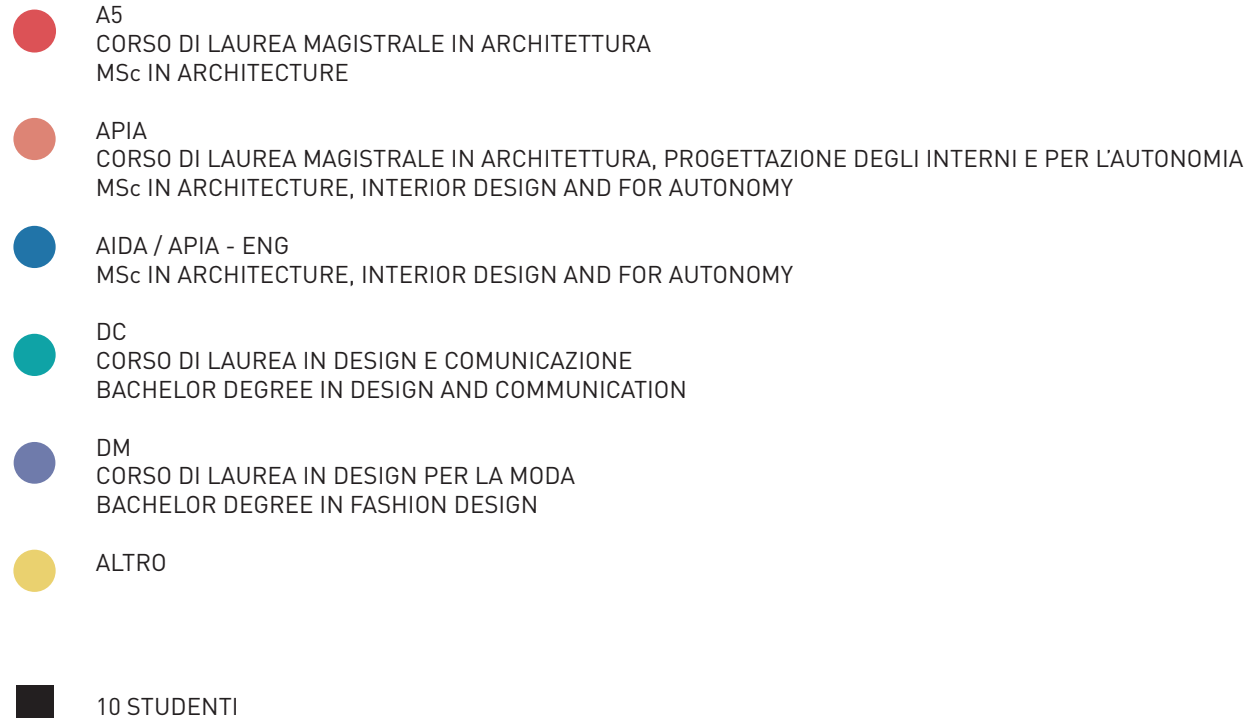 A5
CORSO DI LAUREA MAGISTRALE IN ARCHITETTURA
MSc IN ARCHITECTURE
APIA
CORSO DI LAUREA MAGISTRALE IN ARCHITETTURA, PROGETTAZIONE DEGLI INTERNI E PER L’AUTONOMIA
MSc IN ARCHITECTURE, INTERIOR DESIGN AND FOR AUTONOMY
AIDA / APIA - ENG
MSc IN ARCHITECTURE, INTERIOR DESIGN AND FOR AUTONOMY
DC
CORSO DI LAUREA IN DESIGN E COMUNICAZIONE
BACHELOR DEGREE IN DESIGN AND COMMUNICATION
DM
CORSO DI LAUREA IN DESIGN PER LA MODA
BACHELOR DEGREE IN FASHION DESIGN
ALTRO
10 STUDENTI